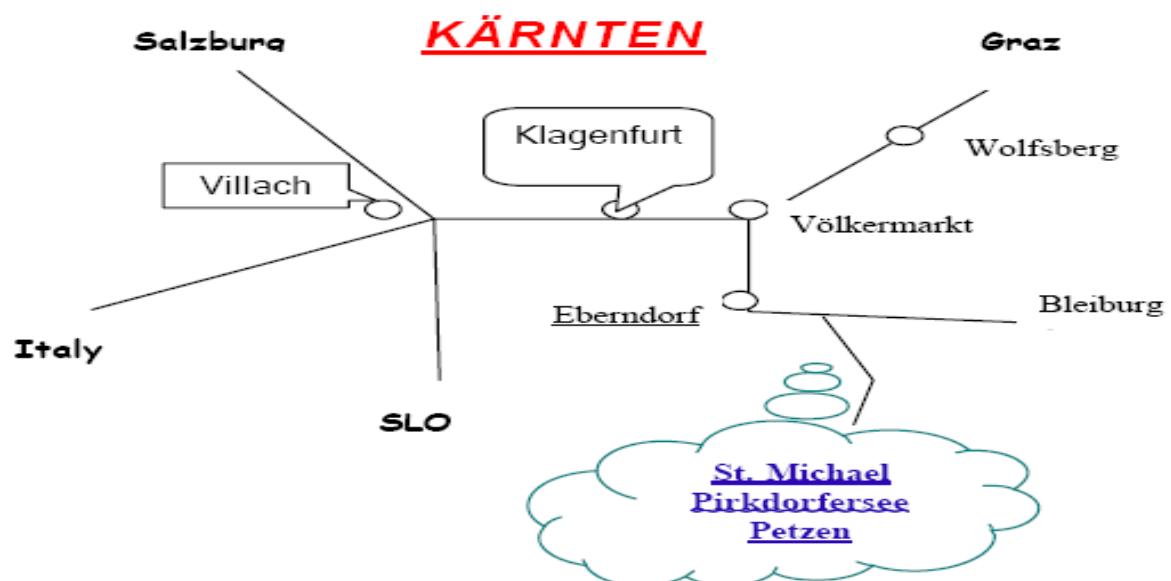 KÄRNTEN
Salzburg
Graz
Klagenfurt
Wolfsberg
Villach
Völkermarkt
Eberndorf
Bleiburg
Italy
SLO
St. Michael
Pirkdorfersee
Petzen